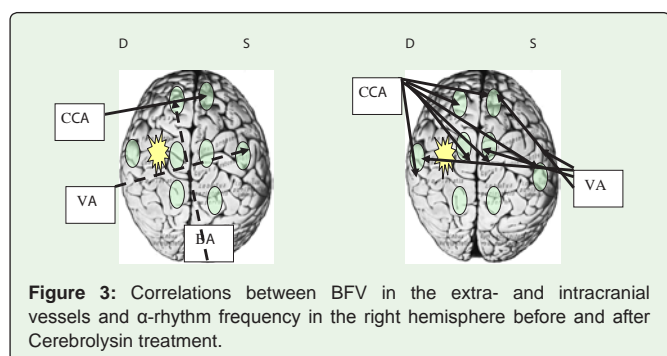 D S D S
CCA
CCA
VA
VA
BA
Figure 3: Correlations between BFV in the extra- and intracranial
vessels and α-rhythm frequency in the right hemisphere before and after
Cerebrolysin treatment.